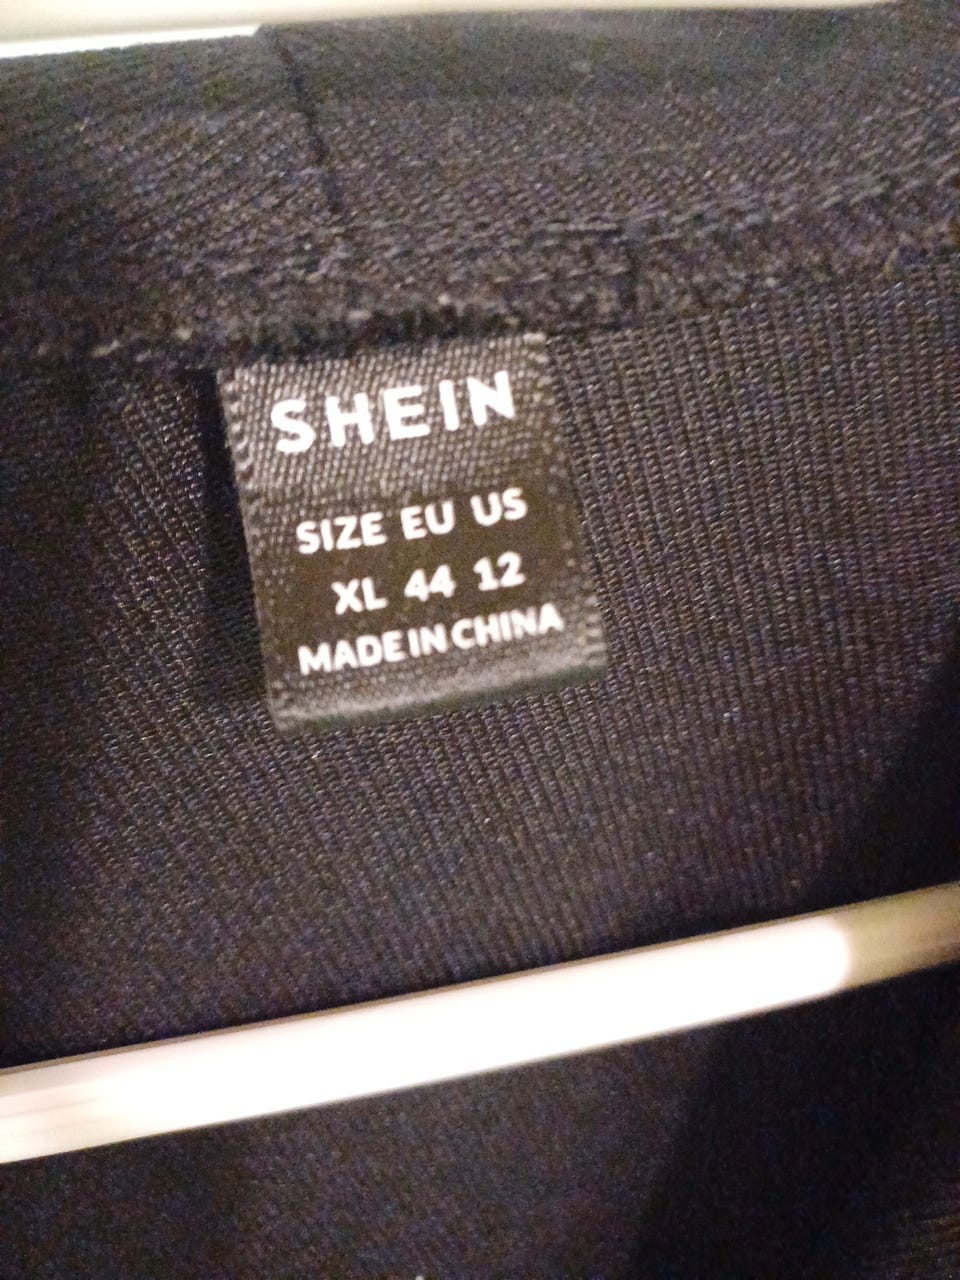 SHEIN
SIZE EU US
XL 44 12
MADE IN CHINA